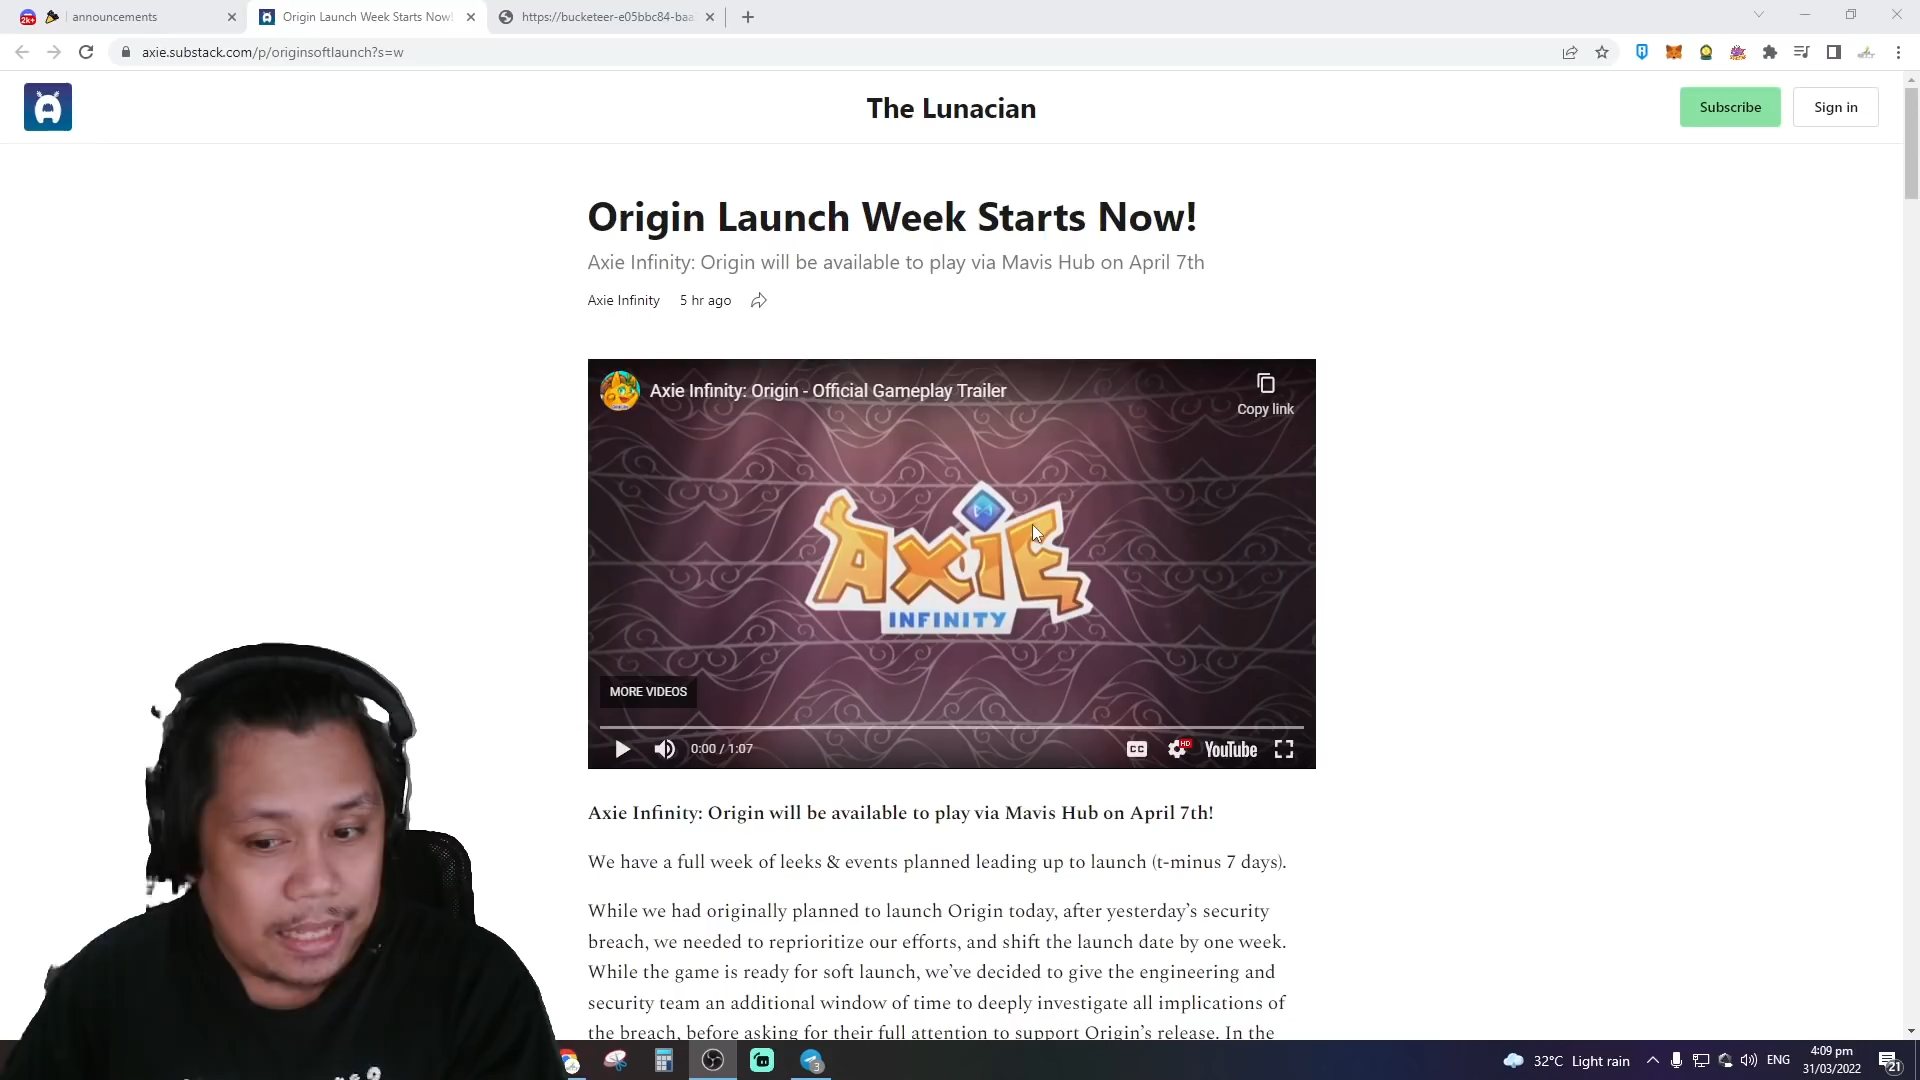 2k+
announcements
Origin Launch Week Starts Now!
https://bucketeer-e05bbc84-baa
axie.substack.com/p/originsoftlaunch?s=w
The Lunacian
Subscribe
Sign in
Origin Launch Week Starts Now!
Axie Infinity: Origin will be available to play via Mavis Hub on April 7th
Axie Infinity 5 hr ago
Axie Infinity: Origin - Official Gameplay Trailer
Copy link
AXIE
INFINITY
MORE VIDEOS
0:00 / 1:07
CC
HD
YouTube
Axie Infinity: Origin will be available to play via Mavis Hub on April 7th!
We have a full week of leeks & events planned leading up to launch (t-minus 7 days).
While we had originally planned to launch Origin today, after yesterday's security
breach, we needed to reprioritize our efforts, and shift the launch date by one week.
While the game is ready for soft launch, we've decided to give the engineering and
security team an additional window of time to deeply investigate all implications of
the breach, before asking for their full attention to support Origin's release. In the
3
32°C Light rain
ENG
4:09 pm
31/03/2022
21